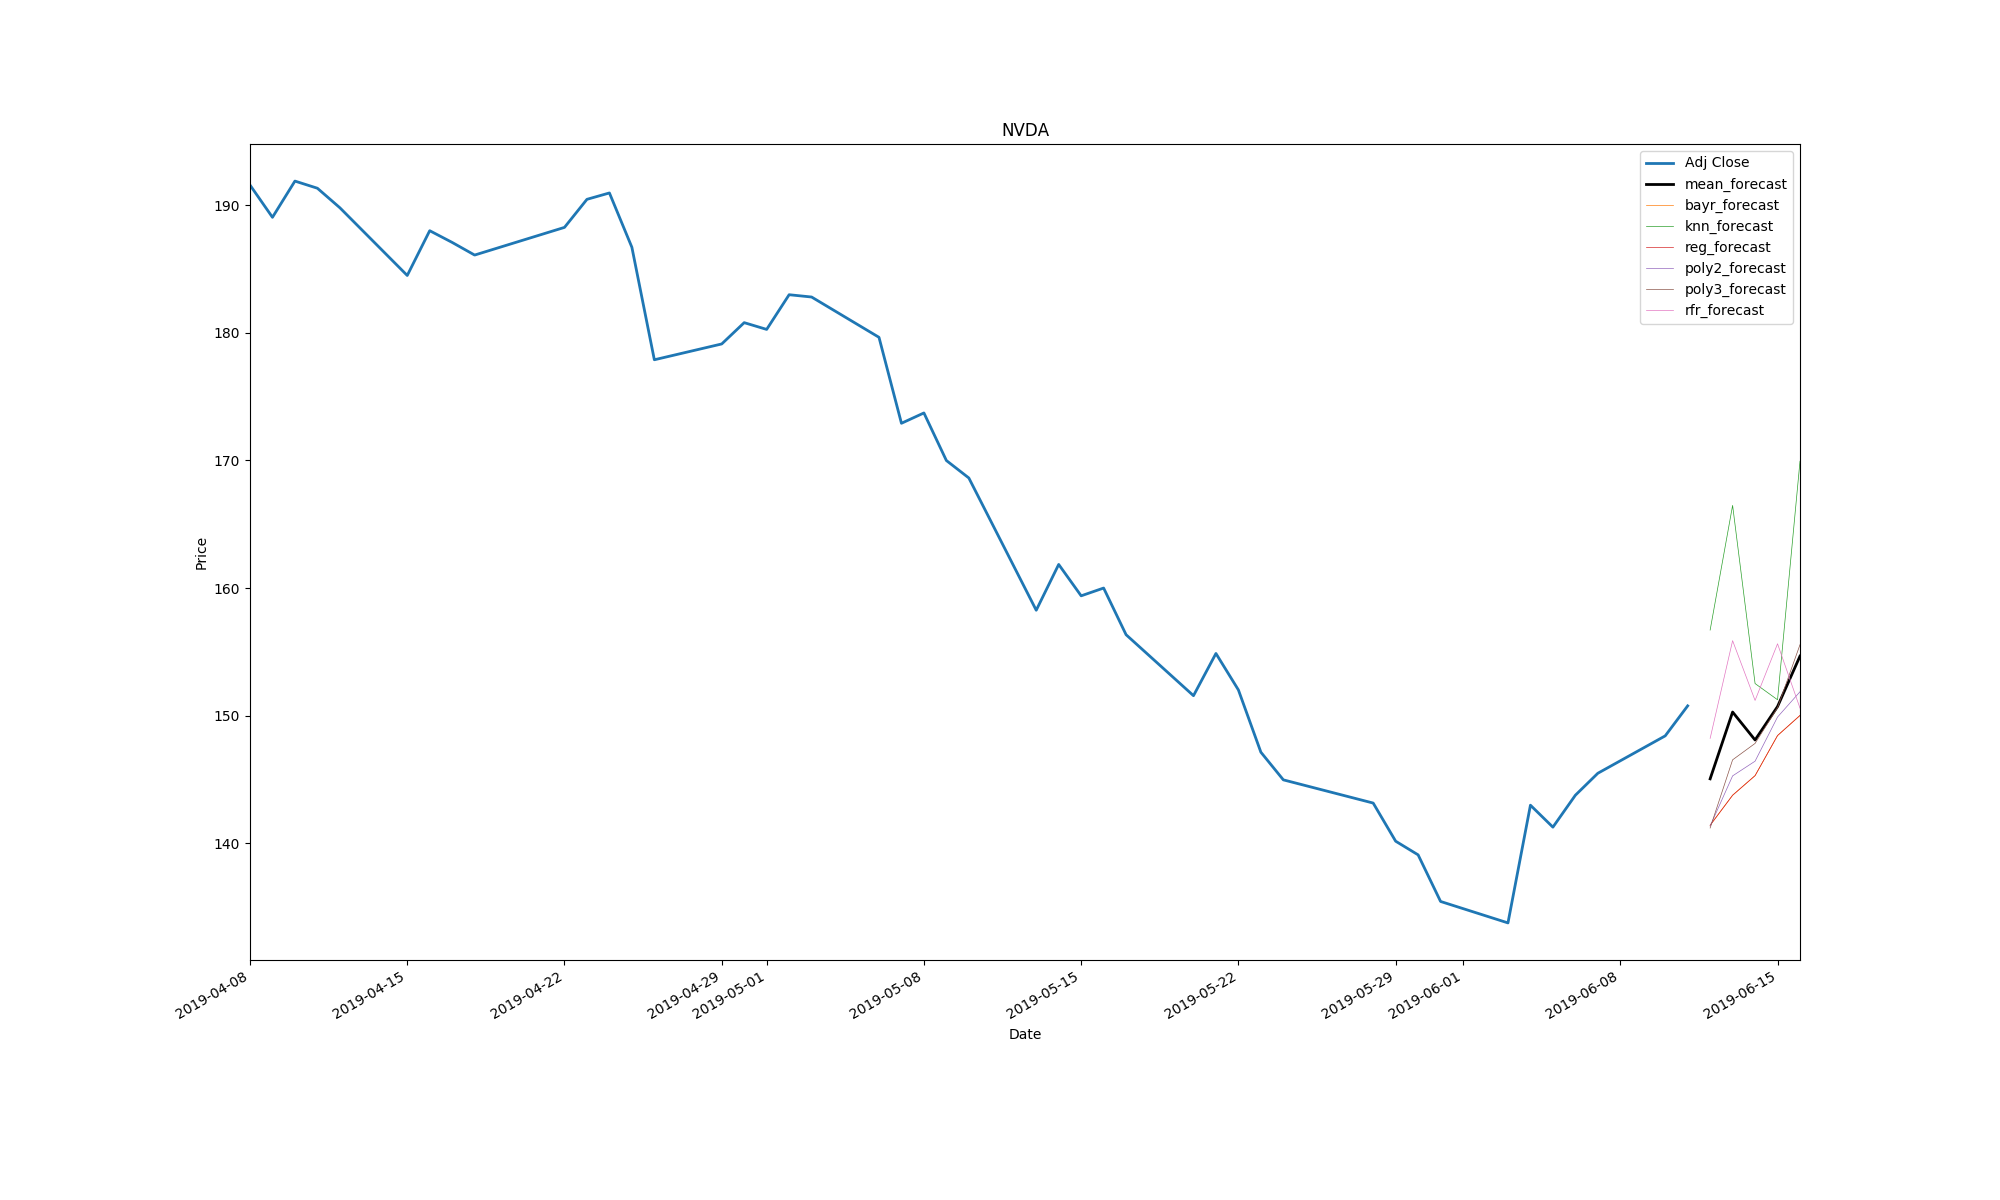 NVDA
Adj Close
mean_forecast
bayr_forecast
knn_forecast
reg_forecast
poly2_forecast
poly3_forecast
rfr_forecast
190
180
170
160
150
140
Price
2019-04-08
2019-04-15
2019-04-22
2019-04-29
2019-05-01
2019-05-08
2019-05-15
2019-05-22
2019-05-29
2019-06-01
2019-06-08
2019-06-15
Date